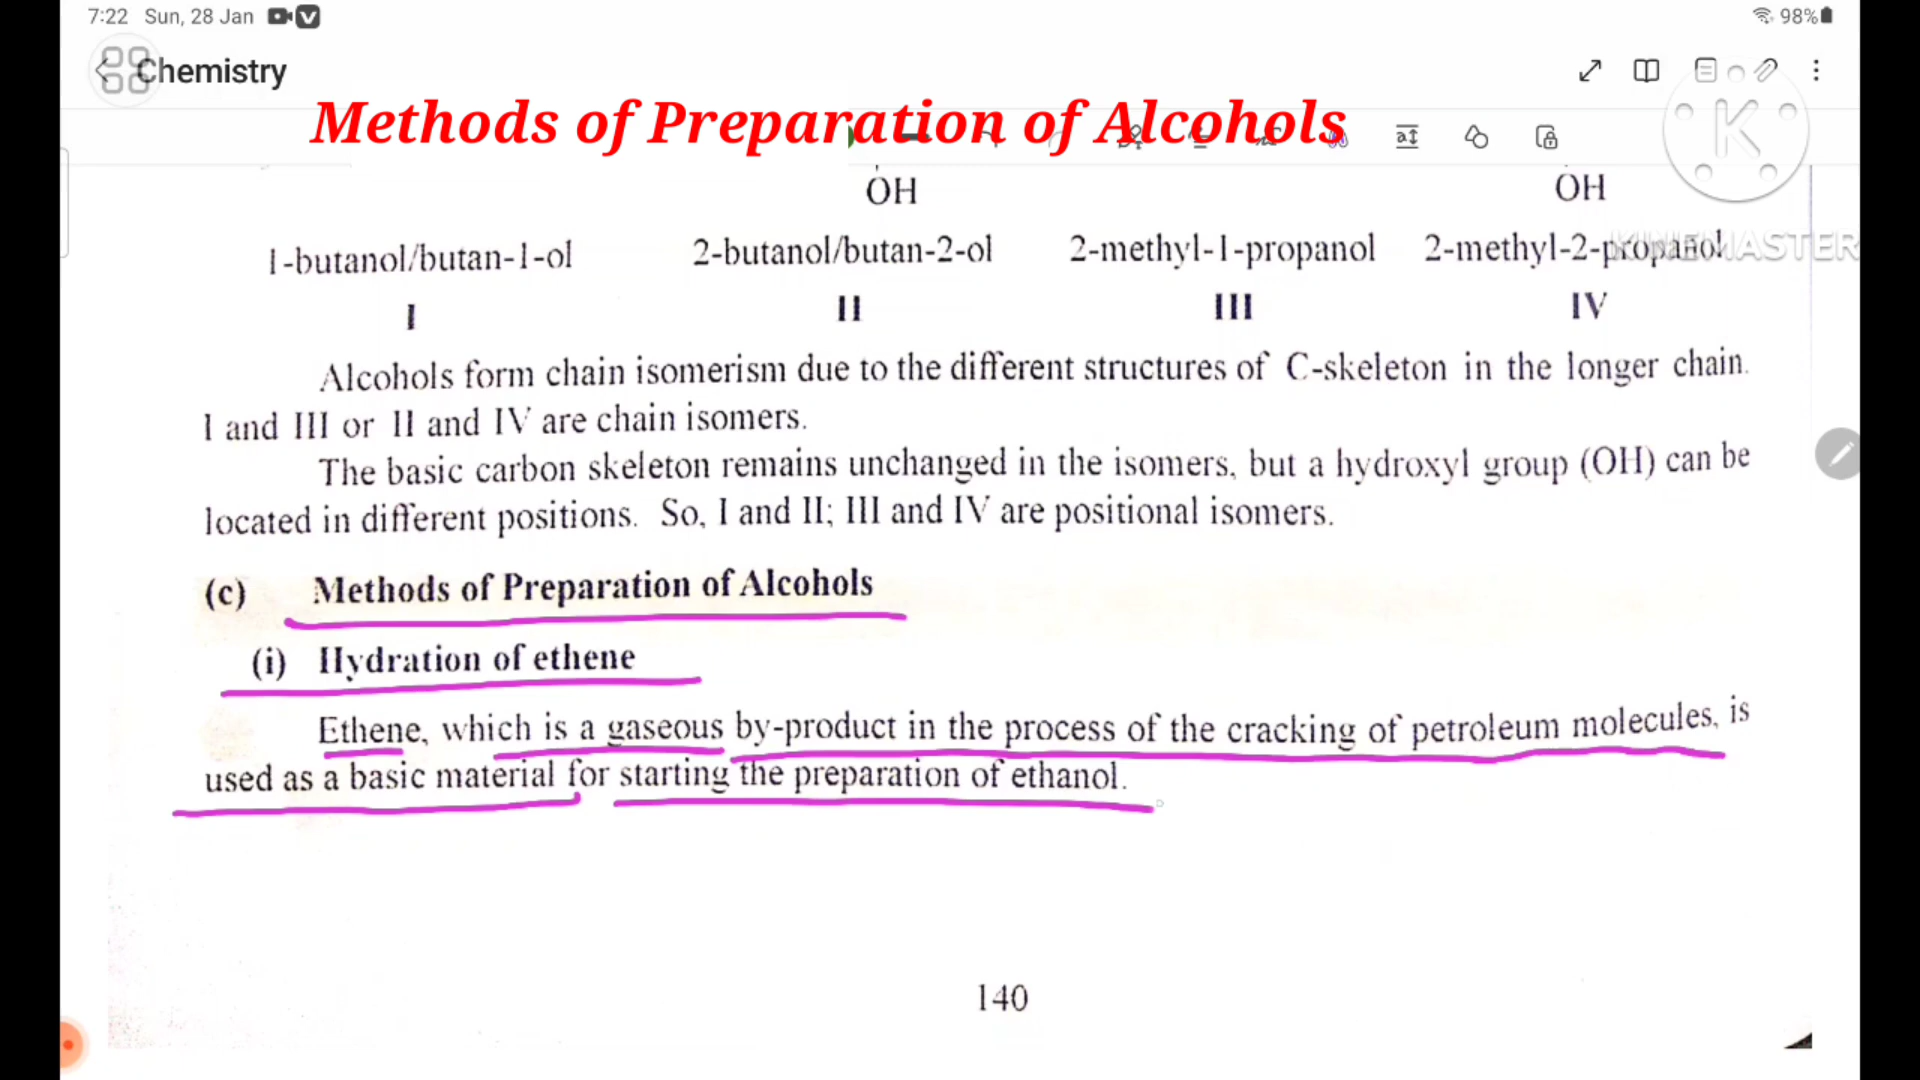 7:22 Sun, 28 Jan V 98%
Chemistry
Methods of Preparation of Alcohols
K
OH OH
1-butanol/butan-1-ol 2-butanol/butan-2-ol 2-methyl-1-propanol 2-methyl-2-propanol
KINEMASTER
I II III IV
Alcohols form chain isomerism due to the different structures of C-skeleton in the longer chain.
I and III or II and IV are chain isomers.
The basic carbon skeleton remains unchanged in the isomers, but a hydroxyl group (OH) can be
located in different positions. So, I and II; III and IV are positional isomers.
(c) Methods of Preparation of Alcohols
(i) Hydration of ethene
Ethene, which is a gaseous by-product in the process of the cracking of petroleum molecules, is
used as a basic material for starting the preparation of ethanol.
140